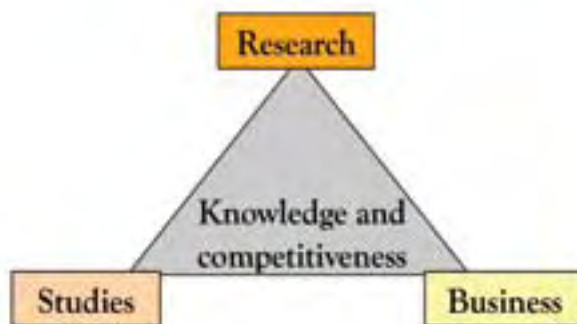 Research
Knowledge and
competitiveness
Studies
Business